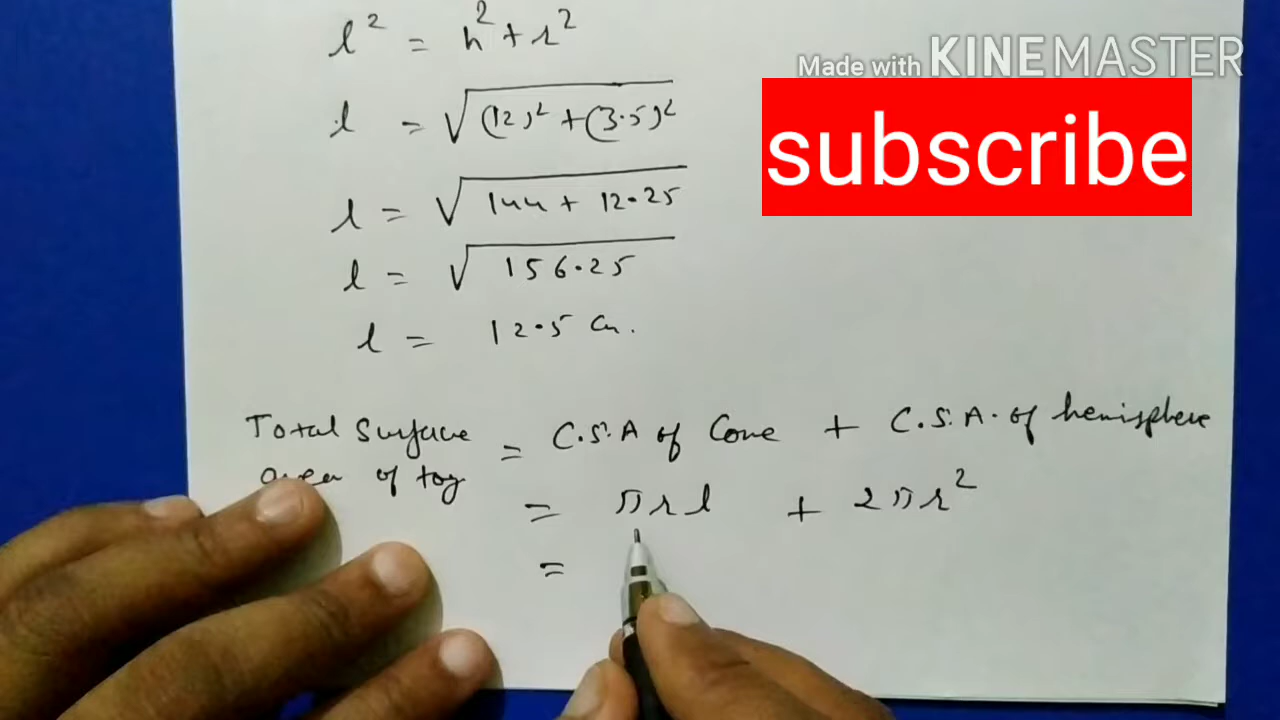 l² = h² + r²
Made with KINEMASTER
subscribe
l = √(12)² + (3.5)²
l = √144 + 12.25
l = √156.25
l = 12.5 cm.
Total Surface = C.S.A of Cone + C.S.A. of hemisphere
area of toy
= πrl + 2πr²
=